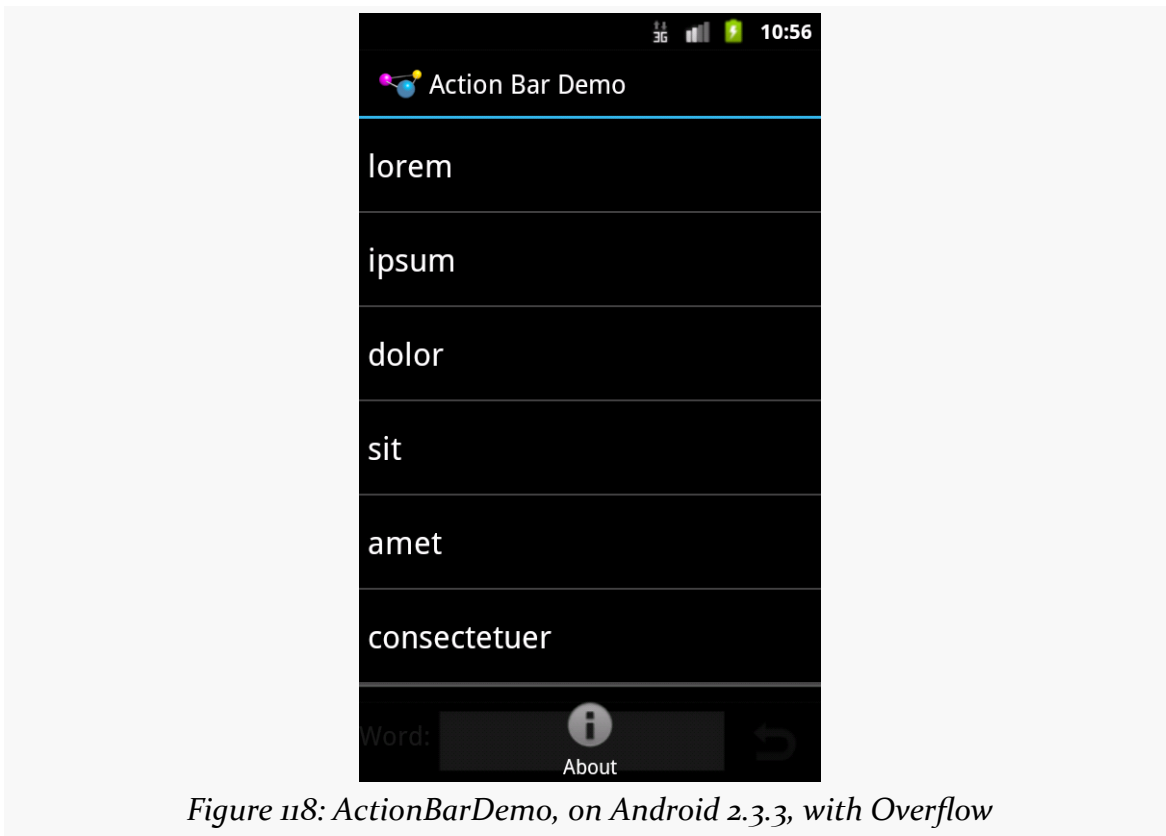 3G 10:56
Action Bar Demo
lorem
ipsum
dolor
sit
amet
consectetuer
Word:
About
Figure 118: ActionBarDemo, on Android 2.3.3, with Overflow